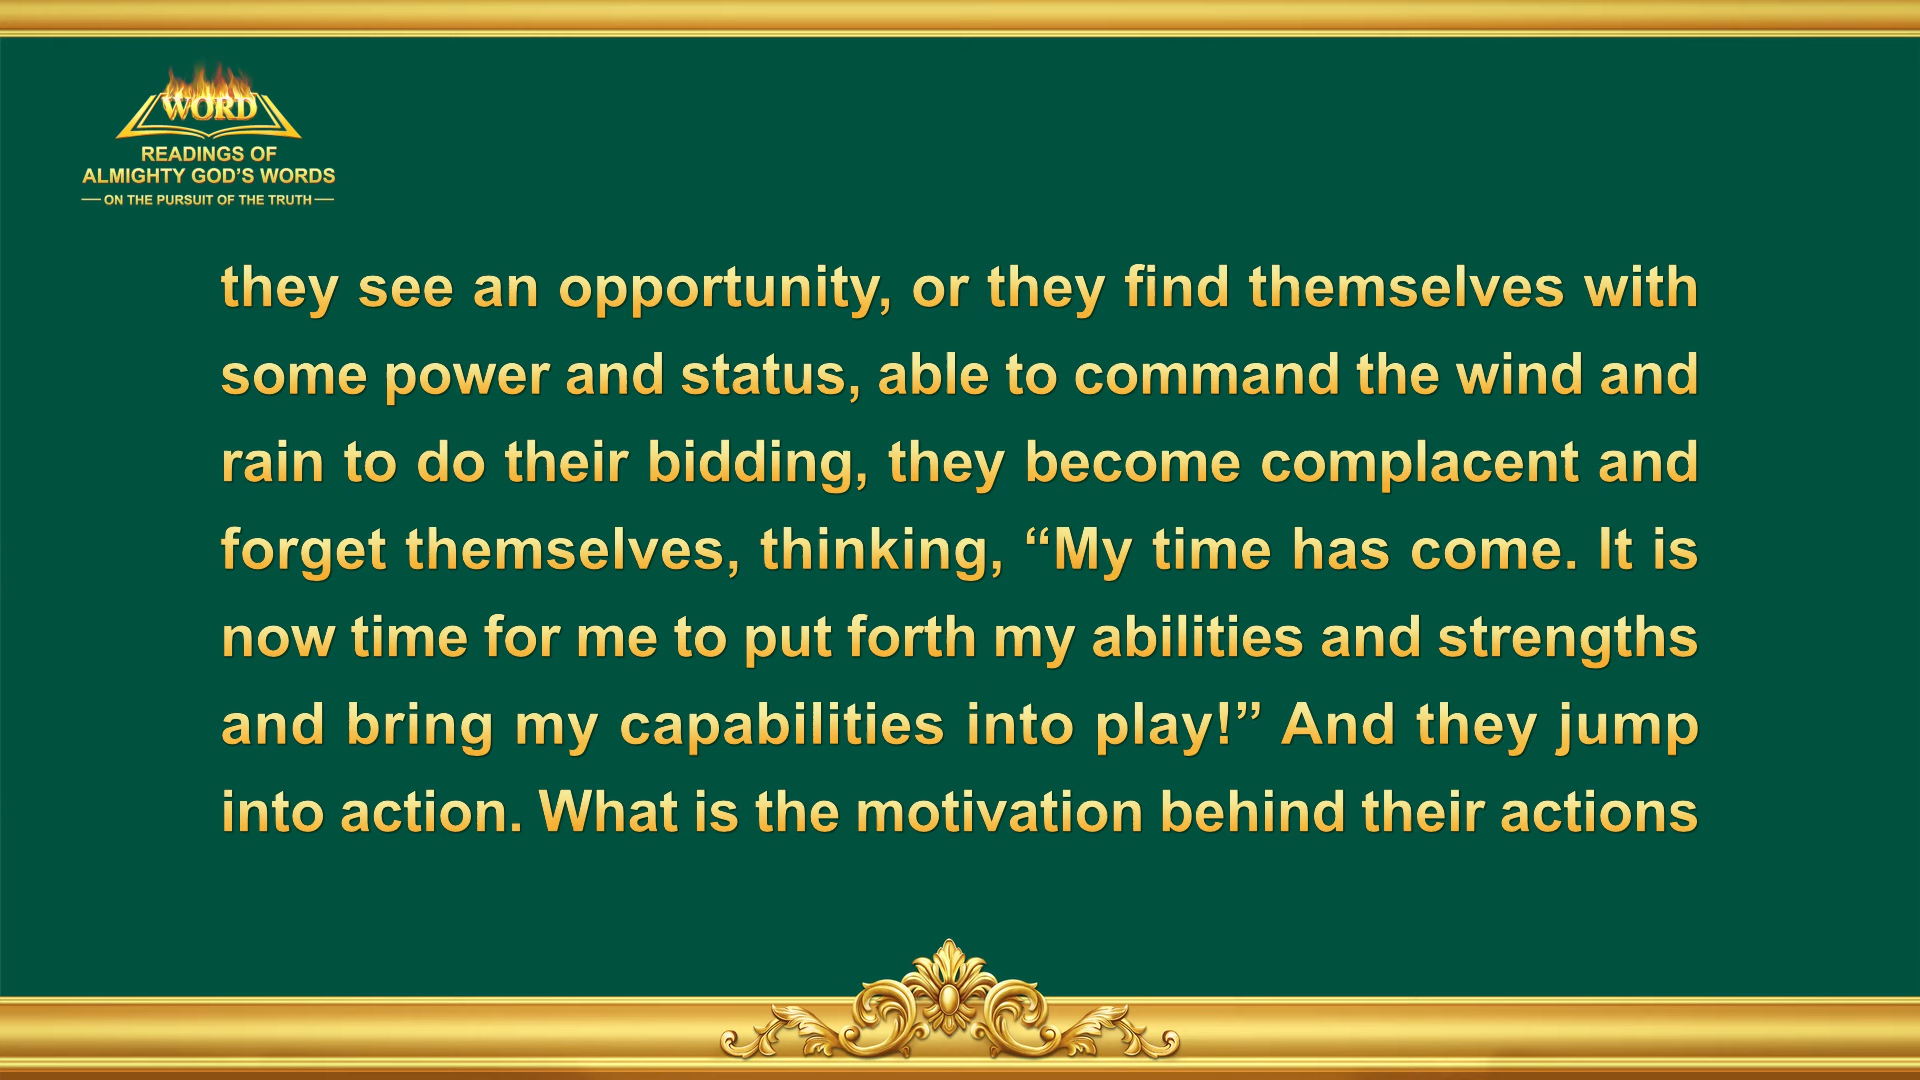 WORD
READINGS OF
ALMIGHTY GOD’S WORDS
ON THE PURSUIT OF THE TRUTH
they see an opportunity, or they find themselves with
some power and status, able to command the wind and
rain to do their bidding, they become complacent and
forget themselves, thinking, “My time has come. It is
now time for me to put forth my abilities and strengths
and bring my capabilities into play!” And they jump
into action. What is the motivation behind their actions